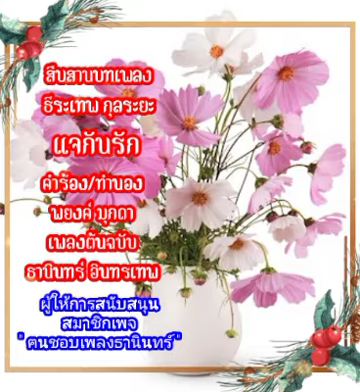 สืบสานบทเพลง
ธีระเทพ กุลระยะ
แจกันรัก
คำร้อง/ทำนอง
พยงค์ มุกดา
เพลงต้นฉบับ
ธานินทร์ อินทรเทพ
ผู้ให้การสนับสนุน
สมาชิกเพจ
"คนชอบเพลงธานินทร์"